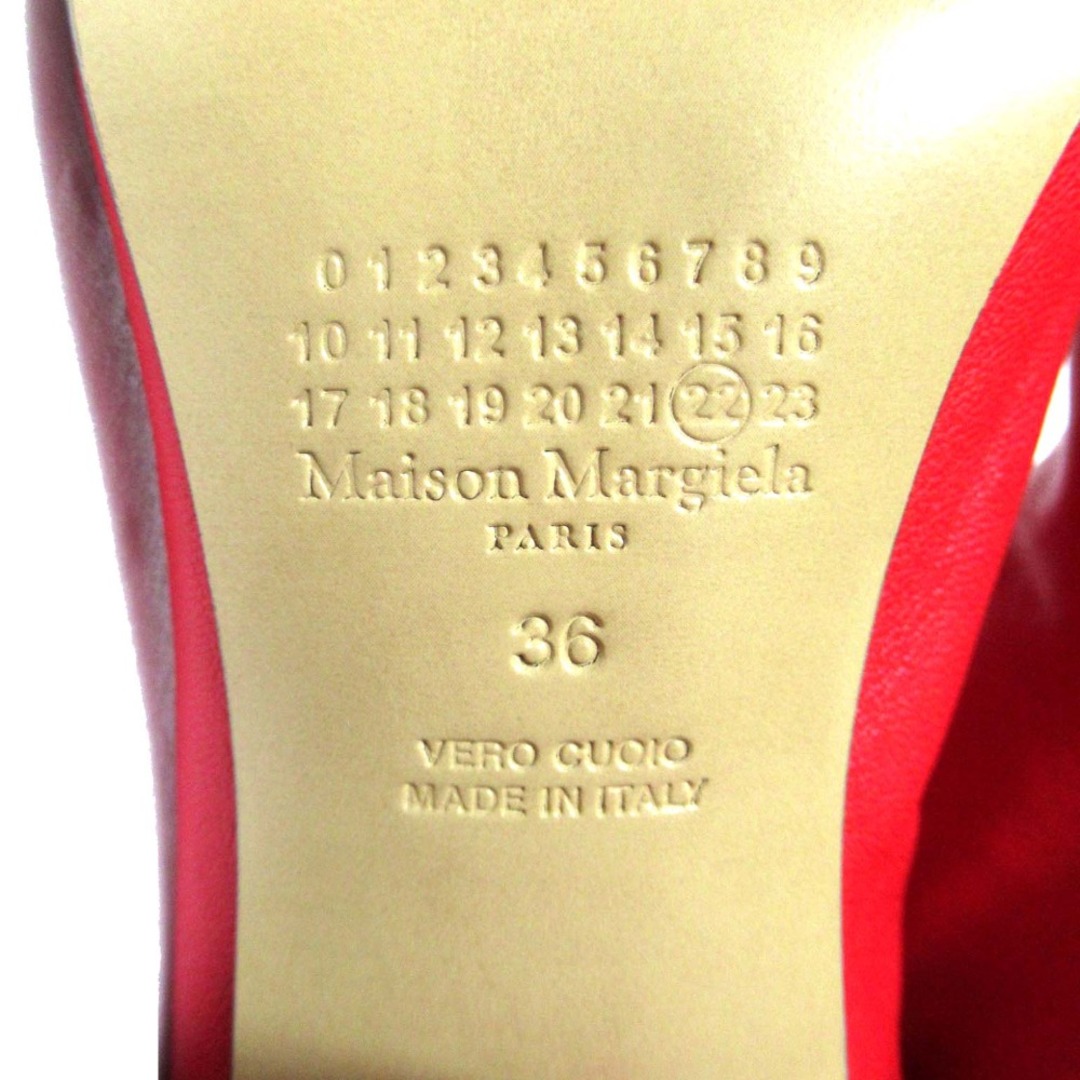 0 1 2 3 4 5 6 7 8 9
10 11 12 13 14 15 16
17 18 19 20 21 22 23
Maison Margiela
PARIS
36
VERO CUOIO
MADE IN ITALY